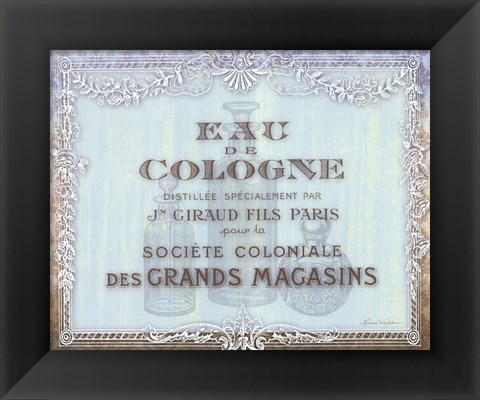 EAU
DE
COLOGNE
DISTILLÉE SPÉCIALEMENT PAR
JN GIRAUD FILS PARIS
pour la
SOCIÉTÉ COLONIALE
DES GRANDS MAGASINS